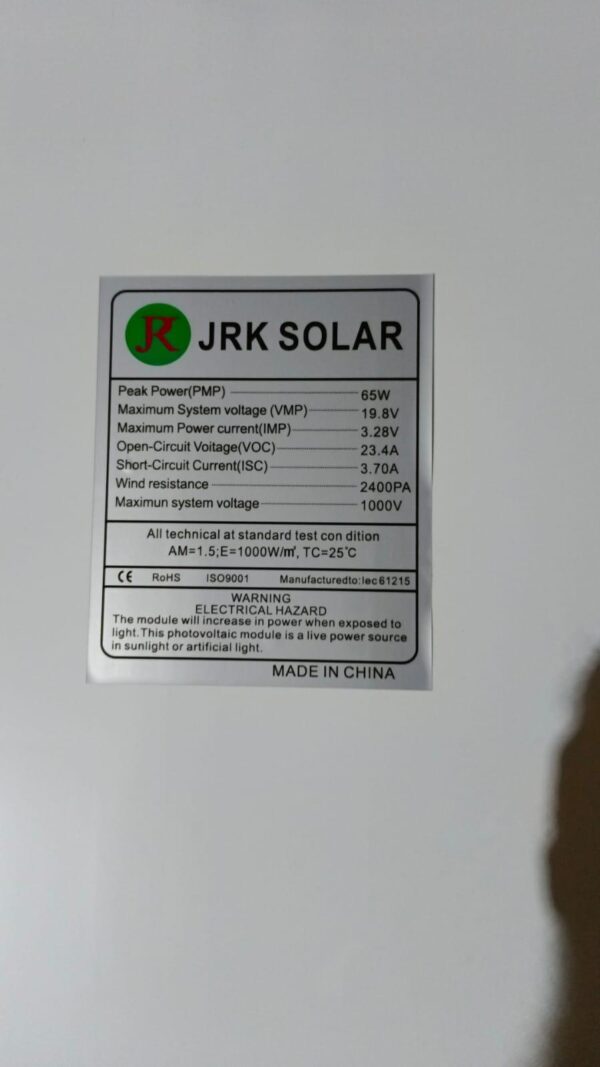 JR JRK SOLAR
Peak Power(PMP) 65W
Maximum System voltage (VMP) 19.8V
Maximum Power current(IMP) 3.28V
Open-Circuit Voitage(VOC) 23.4A
Short-Circuit Current(ISC) 3.70A
Wind resistance 2400PA
Maximun system voltage 1000V
All technical at standard test con dition
AM=1.5;E=1000W/㎡, TC=25℃
CE RoHS ISO9001 Manufacturedto:Iec61215
WARNING
ELECTRICAL HAZARD
The module will increase in power when exposed to
light.This photovoltaic module is a live power source
in sunlight or artificial light.
MADE IN CHINA